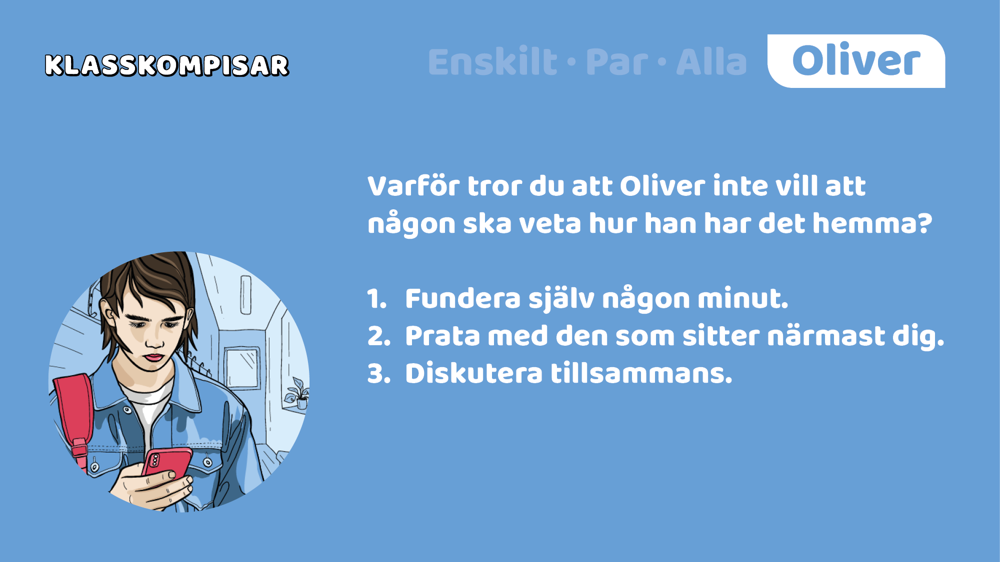 KLASSKOMPISAR
Enskilt • Par • Alla
Oliver
Varför tror du att Oliver inte vill att
någon ska veta hur han har det hemma?
1. Fundera själv någon minut.
2. Prata med den som sitter närmast dig.
3. Diskutera tillsammans.